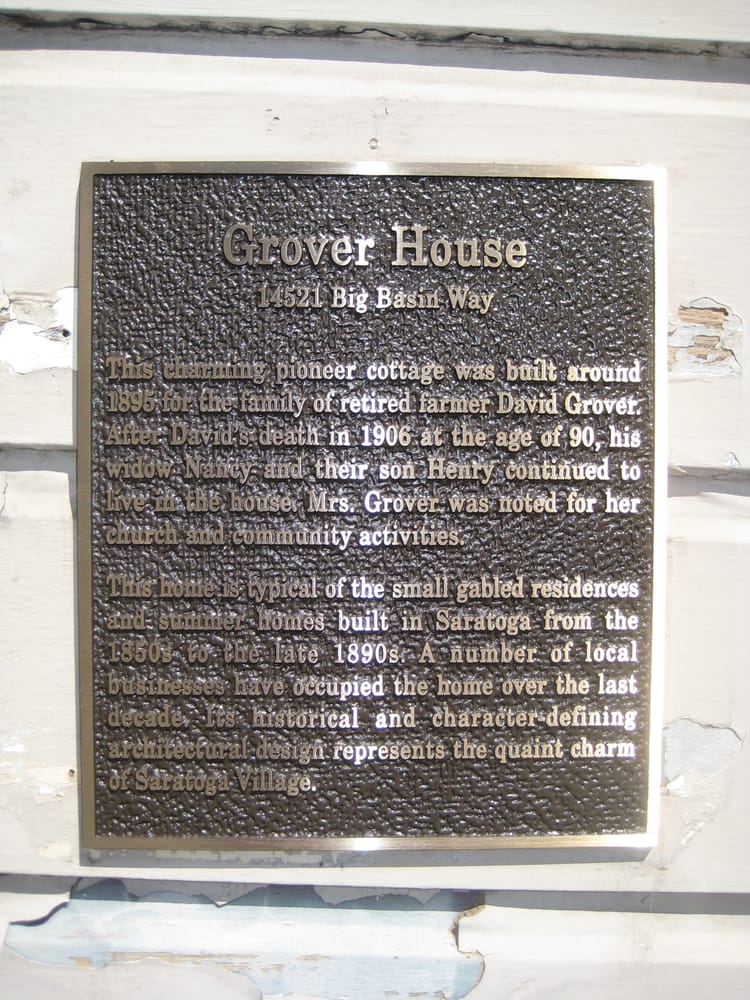 Grover House
14521 Big Basin Way
This charming pioneer cottage was built around
1895 for the family of retired farmer David Grover.
After David's death in 1906 at the age of 90, his
widow Nancy and their son Henry continued to
live in the house. Mrs. Grover was noted for her
church and community activities.
This home is typical of the small gabled residences
and summer homes built in Saratoga from the
1850s to the late 1890s. A number of local
businesses have occupied the home over the last
decade. Its historical and character-defining
architectural design represents the quaint charm
of Saratoga Village.